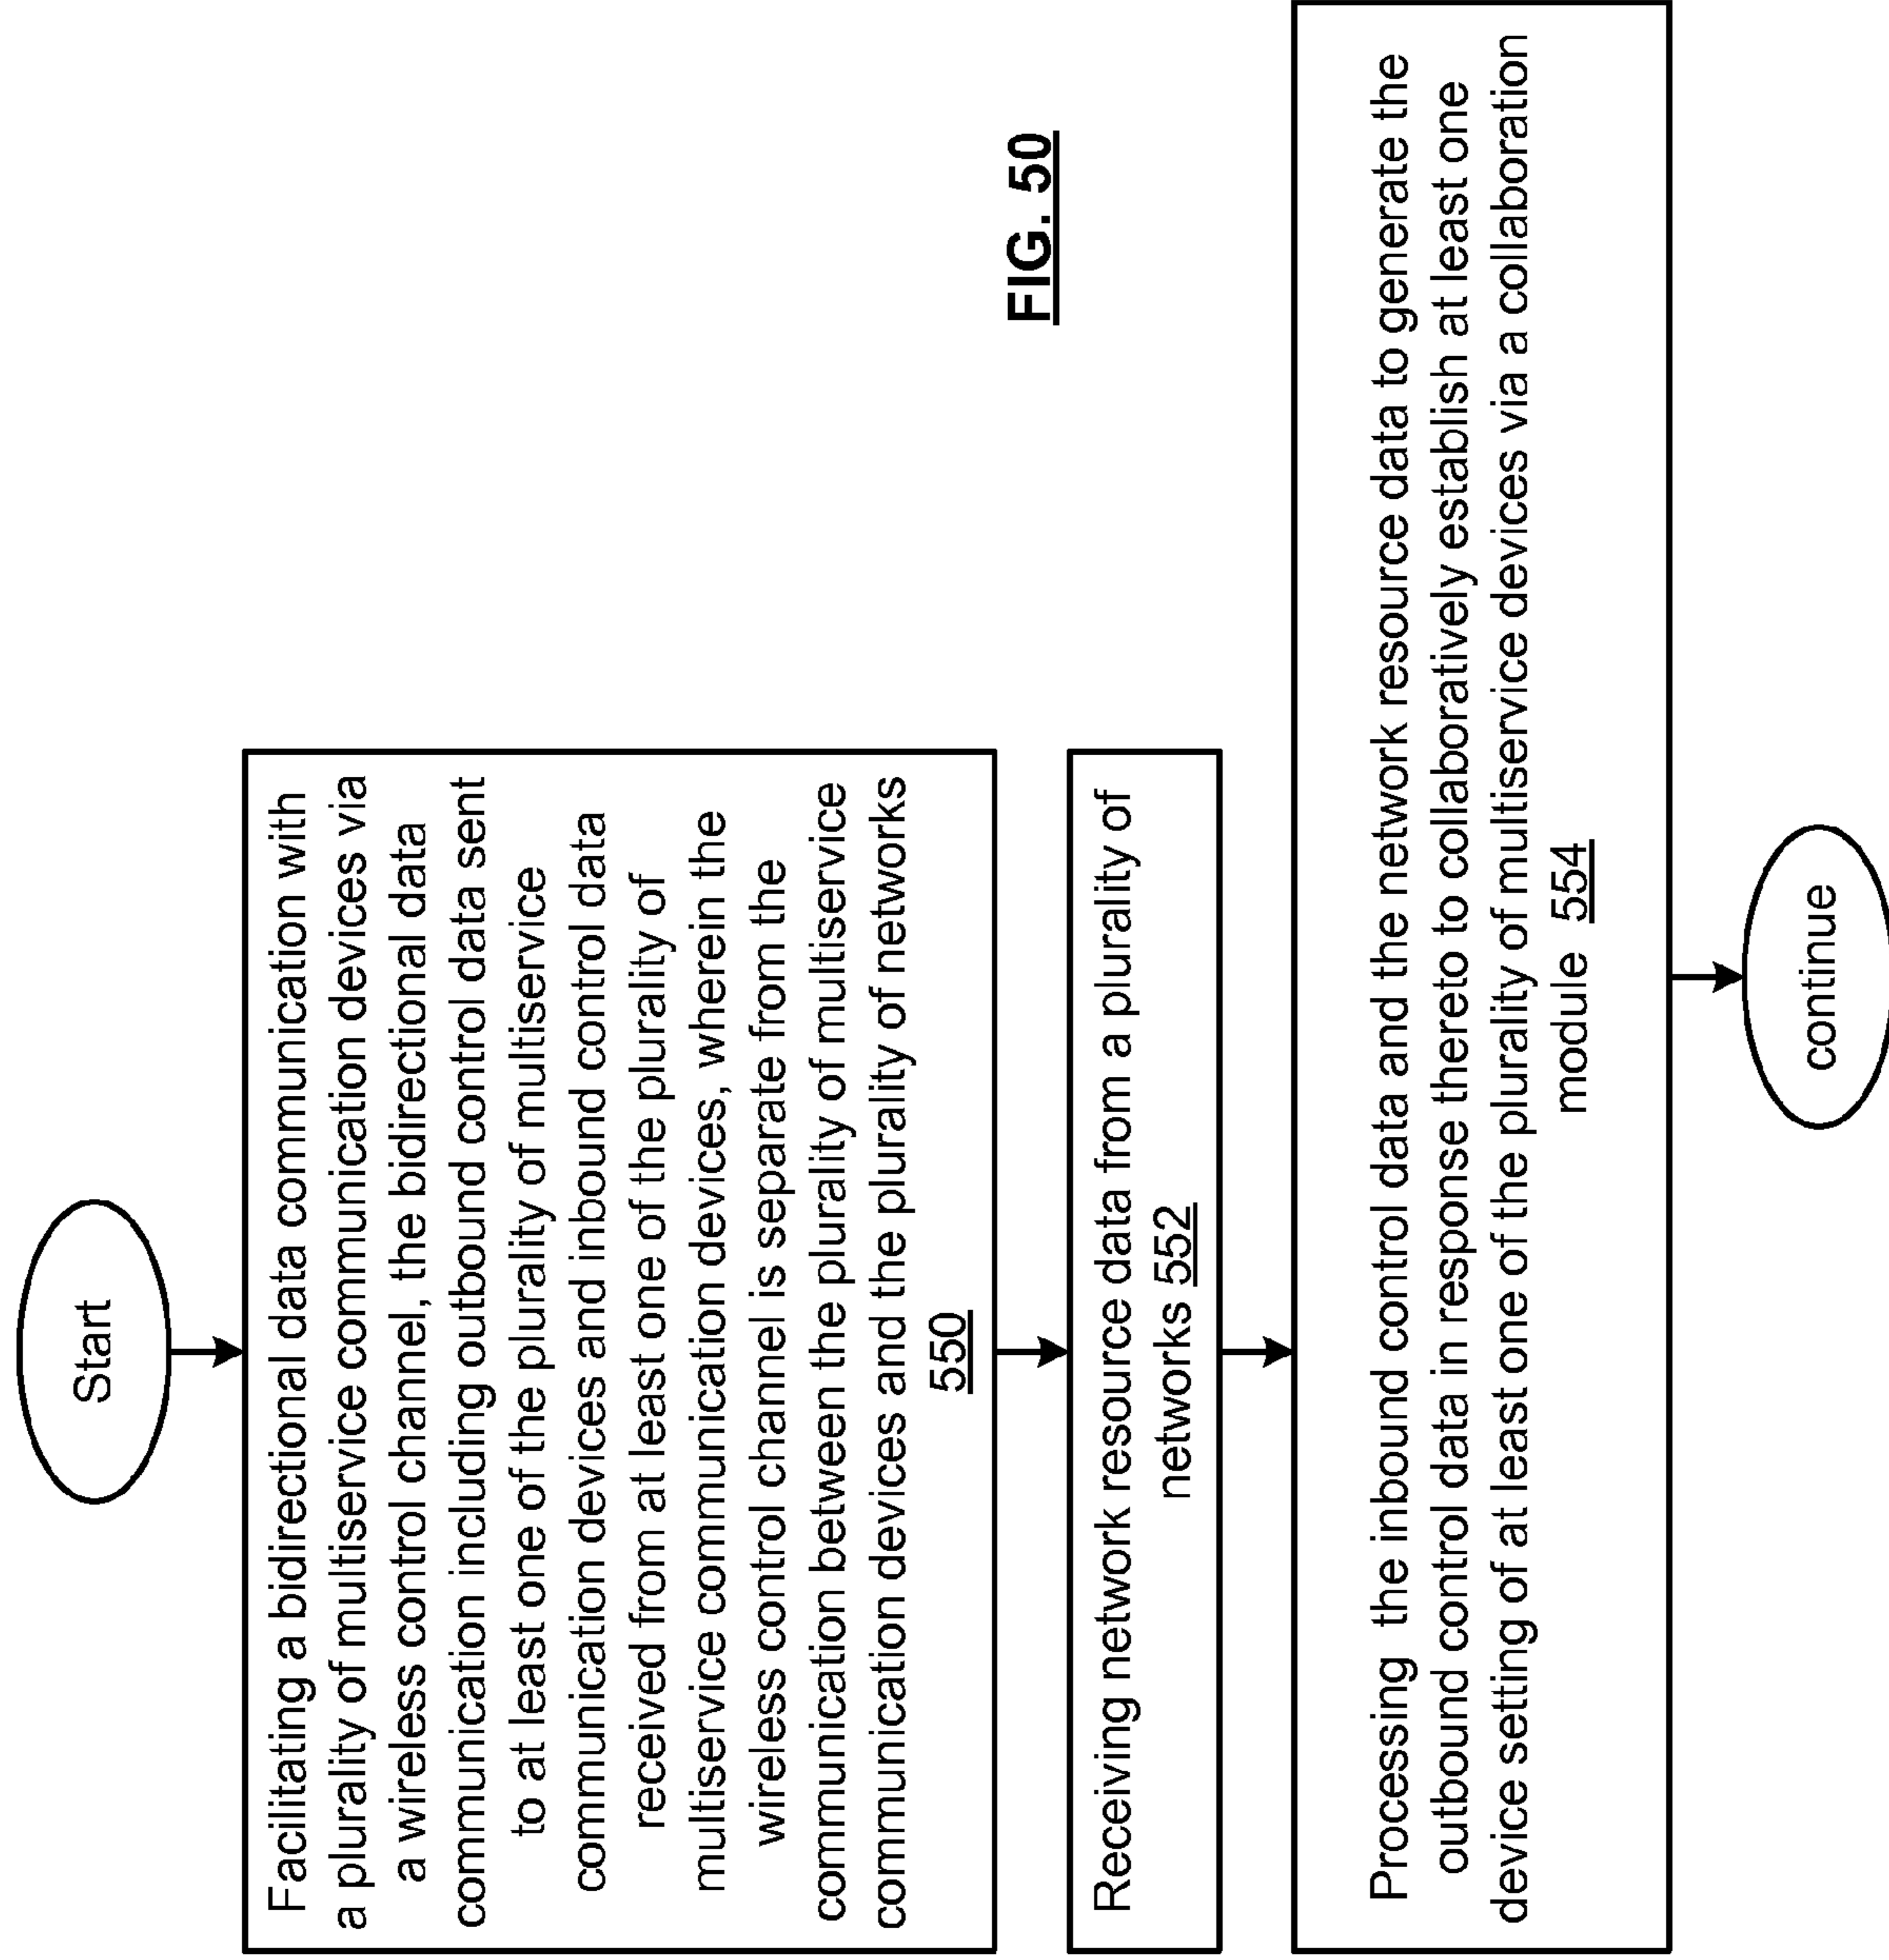 Start
Facilitating a bidirectional data communication with
a plurality of multiservice communication devices via
a wireless control channel, the bidirectional data
communication including outbound control data sent
to at least one of the plurality of multiservice
communication devices and inbound control data
received from at least one of the plurality of
multiservice communication devices, wherein the
wireless control channel is separate from the
communication between the plurality of multiservice
communication devices and the plurality of networks
550
Receiving network resource data from a plurality of
networks 552
Processing the inbound control data and the network resource data to generate the
outbound control data in response thereto to collaboratively establish at least one
device setting of at least one of the plurality of multiservice devices via a collaboration
module 554
continue
FIG. 50